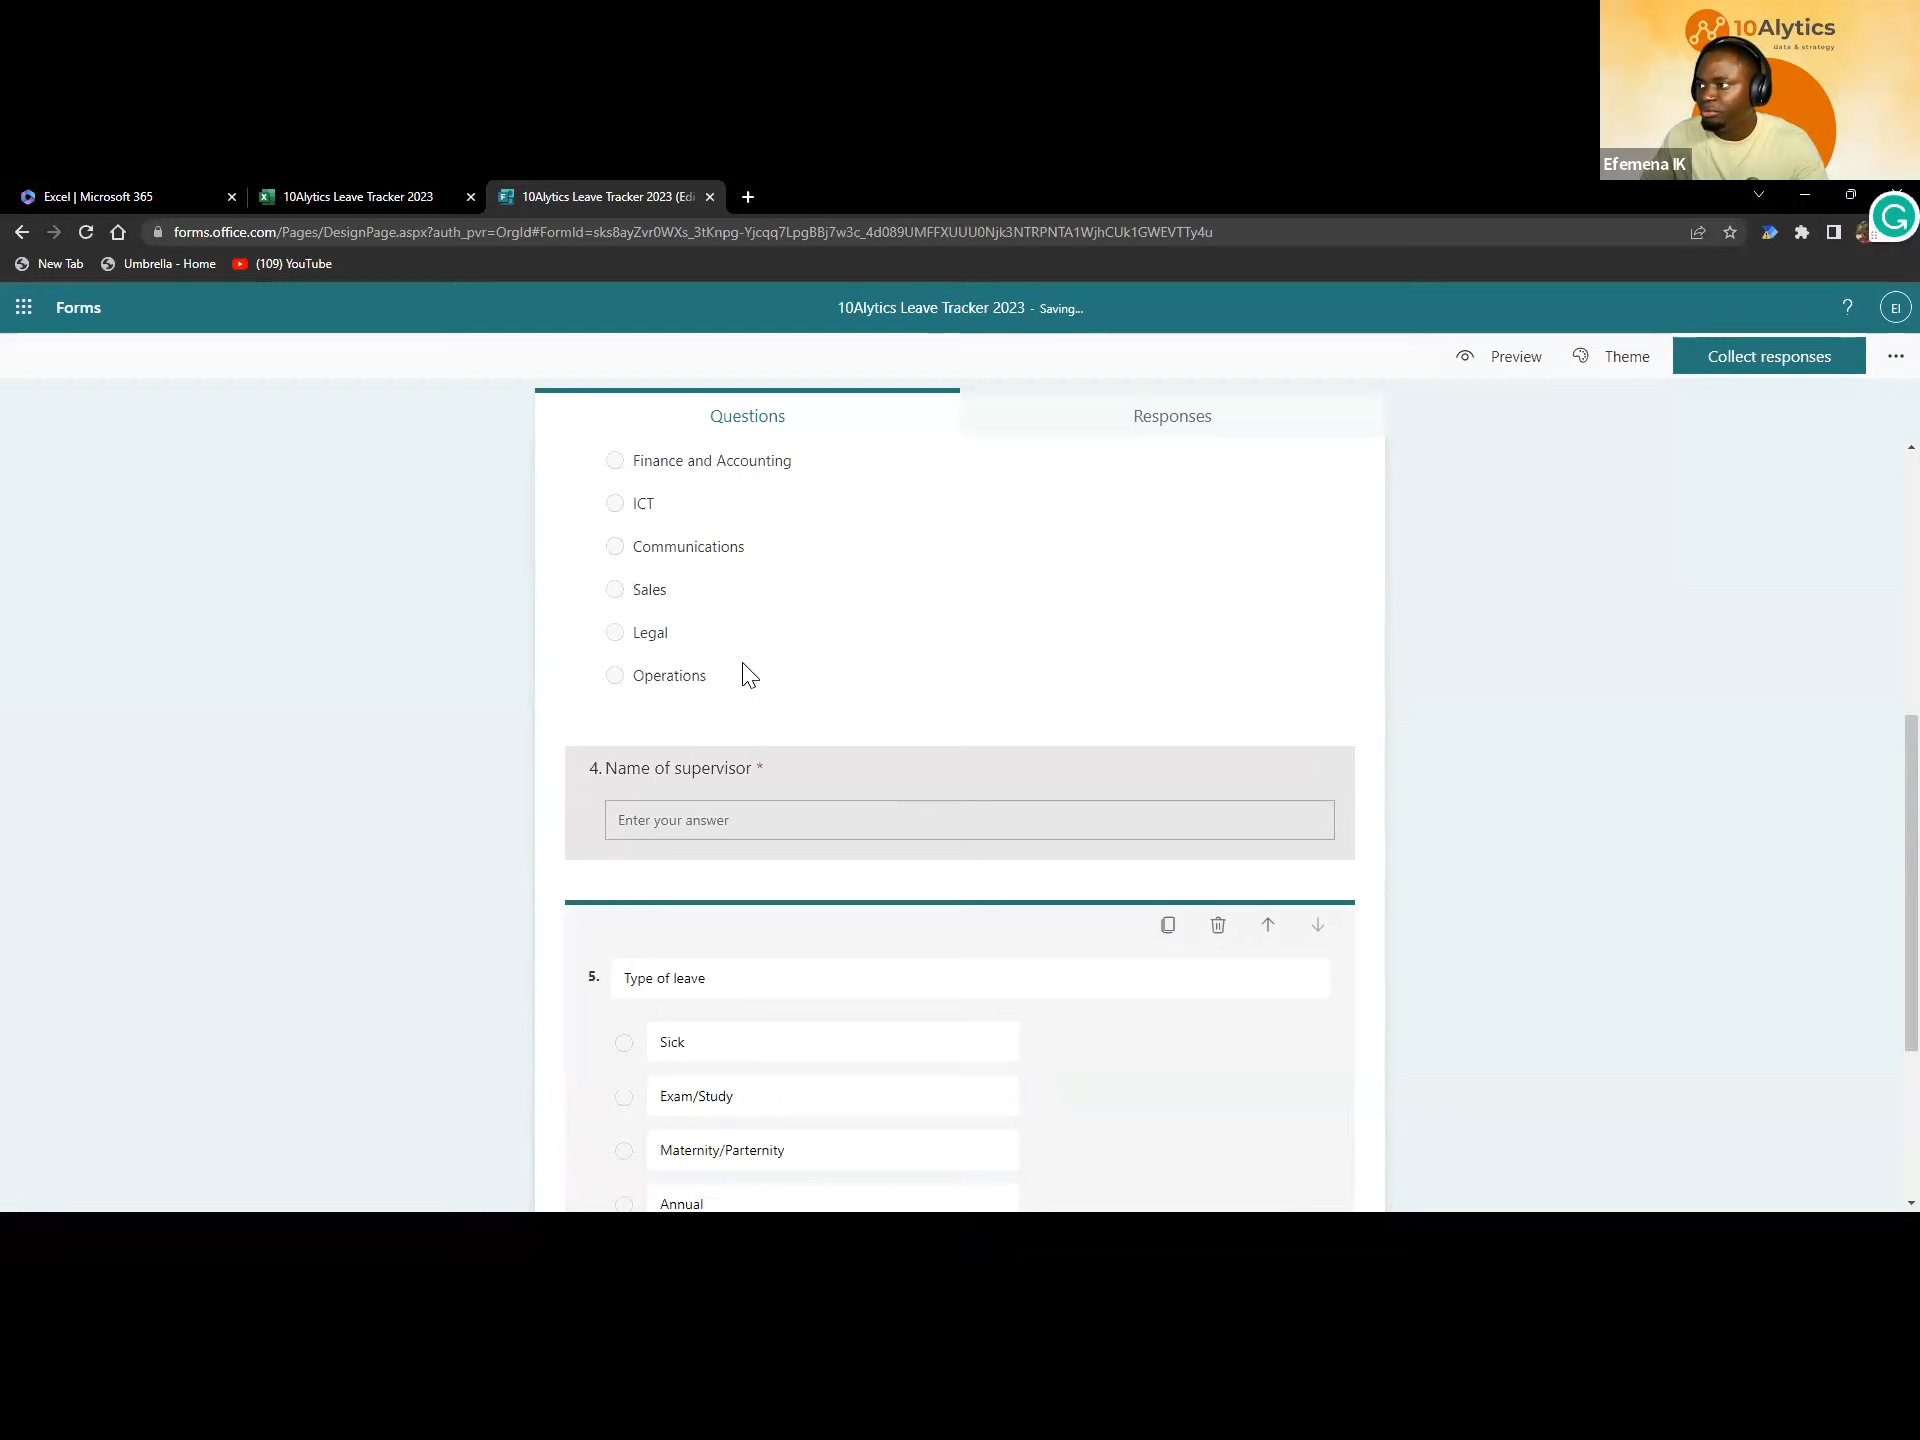 10Alytics
data & strategy
Efemena IK
Excel | Microsoft 365
10Alytics Leave Tracker 2023
10Alytics Leave Tracker 2023 (Edi
forms.office.com/Pages/DesignPage.aspx?auth_pvr=OrgId#FormId=sks8ayZvr0WXs_3tKnpg-Yjcqq7LpgBBj7w3c_4d089UMFFXUUU0Njk3NTRPNTA1WjhCUk1GWEVTTy4u
New Tab
Umbrella - Home
(109) YouTube
Forms
10Alytics Leave Tracker 2023 - Saving...
?
EI
Preview
Theme
Collect responses
Questions
Responses
Finance and Accounting
ICT
Communications
Sales
Legal
Operations
4. Name of supervisor *
Enter your answer
5. Type of leave
Sick
Exam/Study
Maternity/Parternity
Annual